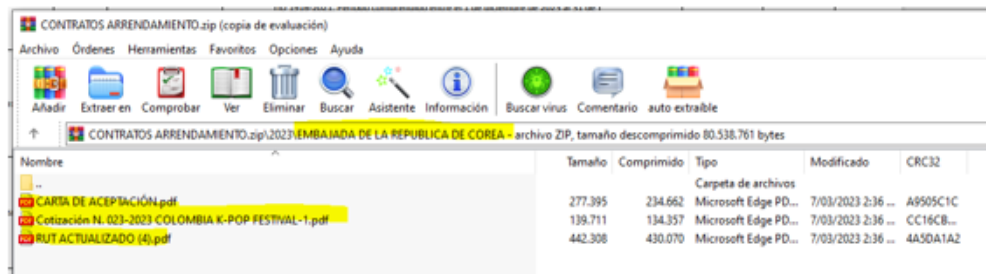 CONTRATOS ARRENDAMIENTO.zip (copia de evaluación)
Archivo Órdenes Herramientas Favoritos Opciones Ayuda
Añadir Extraer en Comprobar Ver Eliminar Buscar Asistente Información Buscar virus Comentario auto extraíble
CONTRATOS ARRENDAMIENTO.zip\2023\EMBAJADA DE LA REPUBLICA DE COREA - archivo ZIP, tamaño descomprimido 80.538.761 bytes
Nombre Tamaño Comprimido Tipo Modificado CRC32
.. Carpeta de archivos
CARTA DE ACEPTACIÓN.pdf 277.395 234.662 Microsoft Edge PD... 7/03/2023 2:36 ... A9505C1C
Cotización N. 023-2023 COLOMBIA K-POP FESTIVAL-1.pdf 139.711 134.357 Microsoft Edge PD... 7/03/2023 2:36 ... CC16CB...
RUT ACTUALIZADO (4).pdf 442.308 430.070 Microsoft Edge PD... 7/03/2023 2:36 ... 4A5DA1A2